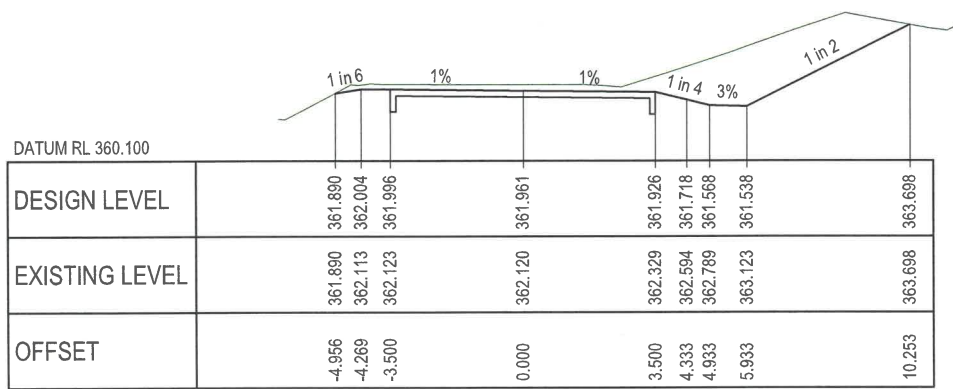 1 in 6 1% 1% 1 in 4 3% 1 in 2
DATUM RL 360.100
DESIGN LEVEL 361.890 362.004 361.996 361.961 361.926 361.718 361.568 361.538 363.698
EXISTING LEVEL 361.890 362.113 362.123 362.120 362.329 362.594 362.789 363.123 363.698
OFFSET -4.956 -4.269 -3.500 0.000 3.500 4.333 4.933 5.933 10.253